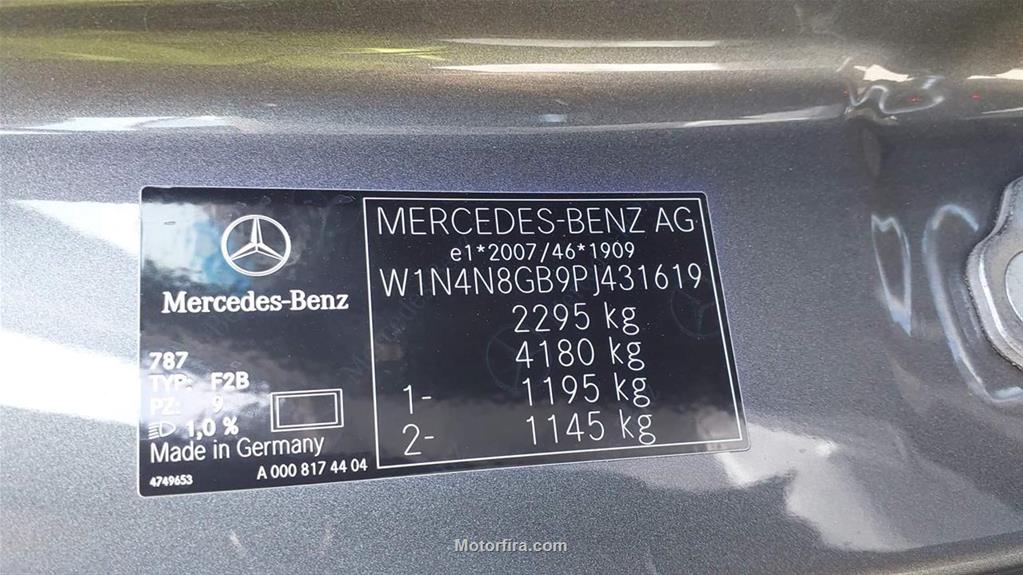 Mercedes-Benz
787
TYP: F2B
PZ: 9
1,0 %
Made in Germany
4749653
A 000 817 44 04
MERCEDES-BENZ AG
e1*2007/46*1909
W1N4N8GB9PJ431619
2295 kg
4180 kg
1- 1195 kg
2- 1145 kg
Motorfira.com